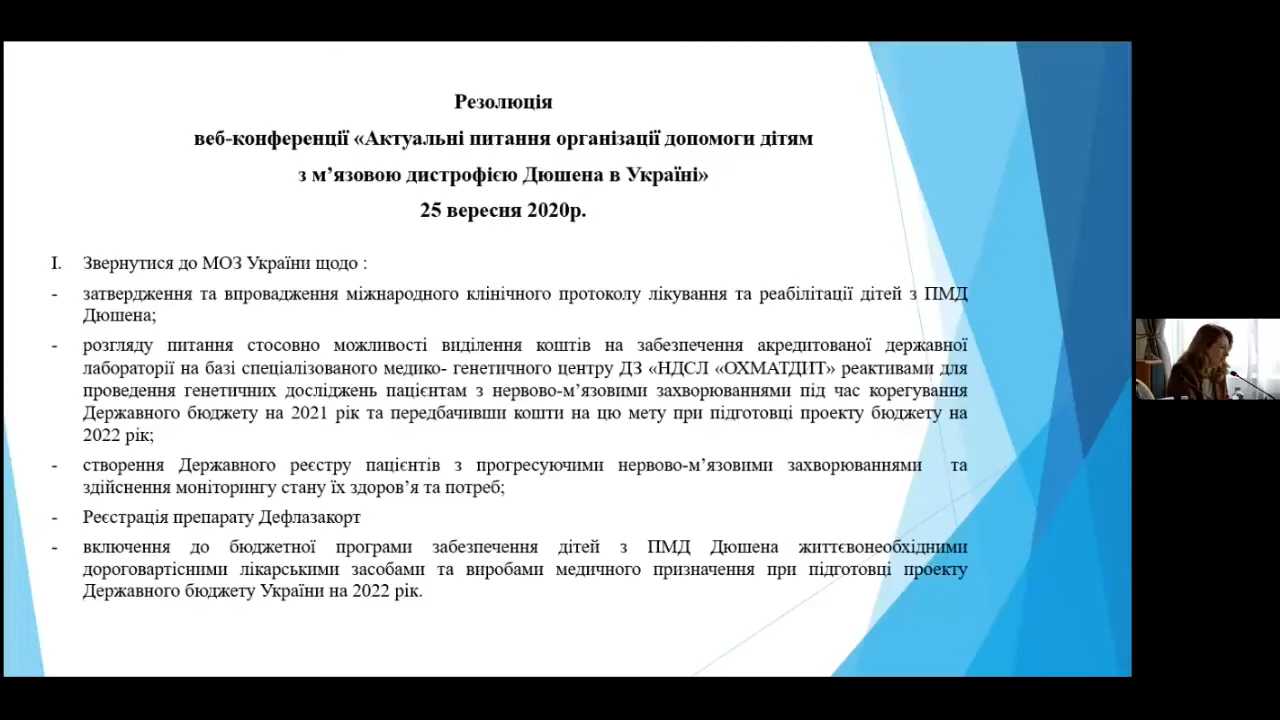 Резолюція
веб-конференції «Актуальні питання організації допомоги дітям
з м’язовою дистрофією Дюшена в Україні»
25 вересня 2020р.
I. Звернутися до МОЗ України щодо :
- затвердження та впровадження міжнародного клінічного протоколу лікування та реабілітації дітей з ПМД
Дюшена;
- розгляду питання стосовно можливості виділення коштів на забезпечення акредитованої державної
лабораторії на базі спеціалізованого медико- генетичного центру ДЗ «НДСЛ «ОХМАТДИТ» реактивами для
проведення генетичних досліджень пацієнтам з нервово-м’язовими захворюваннями під час корегування
Державного бюджету на 2021 рік та передбачивши кошти на цю мету при підготовці проекту бюджету на
2022 рік;
- створення Державного реєстру пацієнтів з прогресуючими нервово-м’язовими захворюваннями та
здійснення моніторингу стану їх здоров’я та потреб;
- Реєстрація препарату Дефлазакорт
- включення до бюджетної програми забезпечення дітей з ПМД Дюшена життєвонеобхідними
дороговартісними лікарськими засобами та виробами медичного призначення при підготовці проекту
Державного бюджету України на 2022 рік.